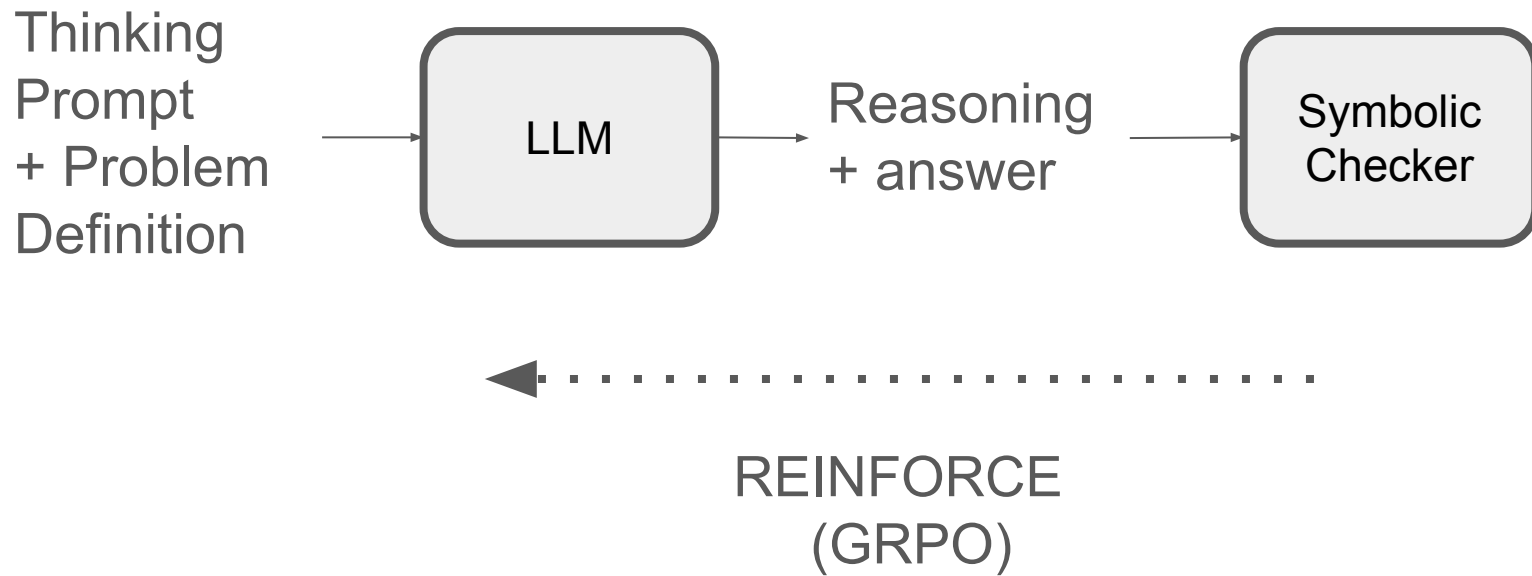 Thinking
Prompt
+ Problem
Definition
LLM
Reasoning
+ answer
Symbolic
Checker
REINFORCE
(GRPO)